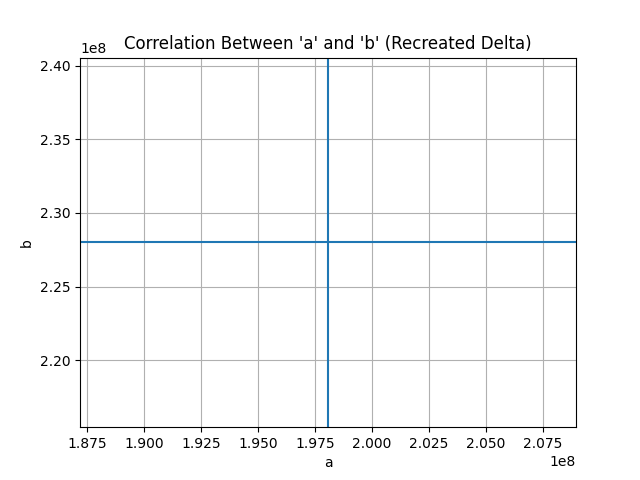 Correlation Between 'a' and 'b' (Recreated Delta)
1e8
2.40
2.35
2.30
2.25
2.20
b
1.875 1.900 1.925 1.950 1.975 2.000 2.025 2.050 2.075
a
1e8